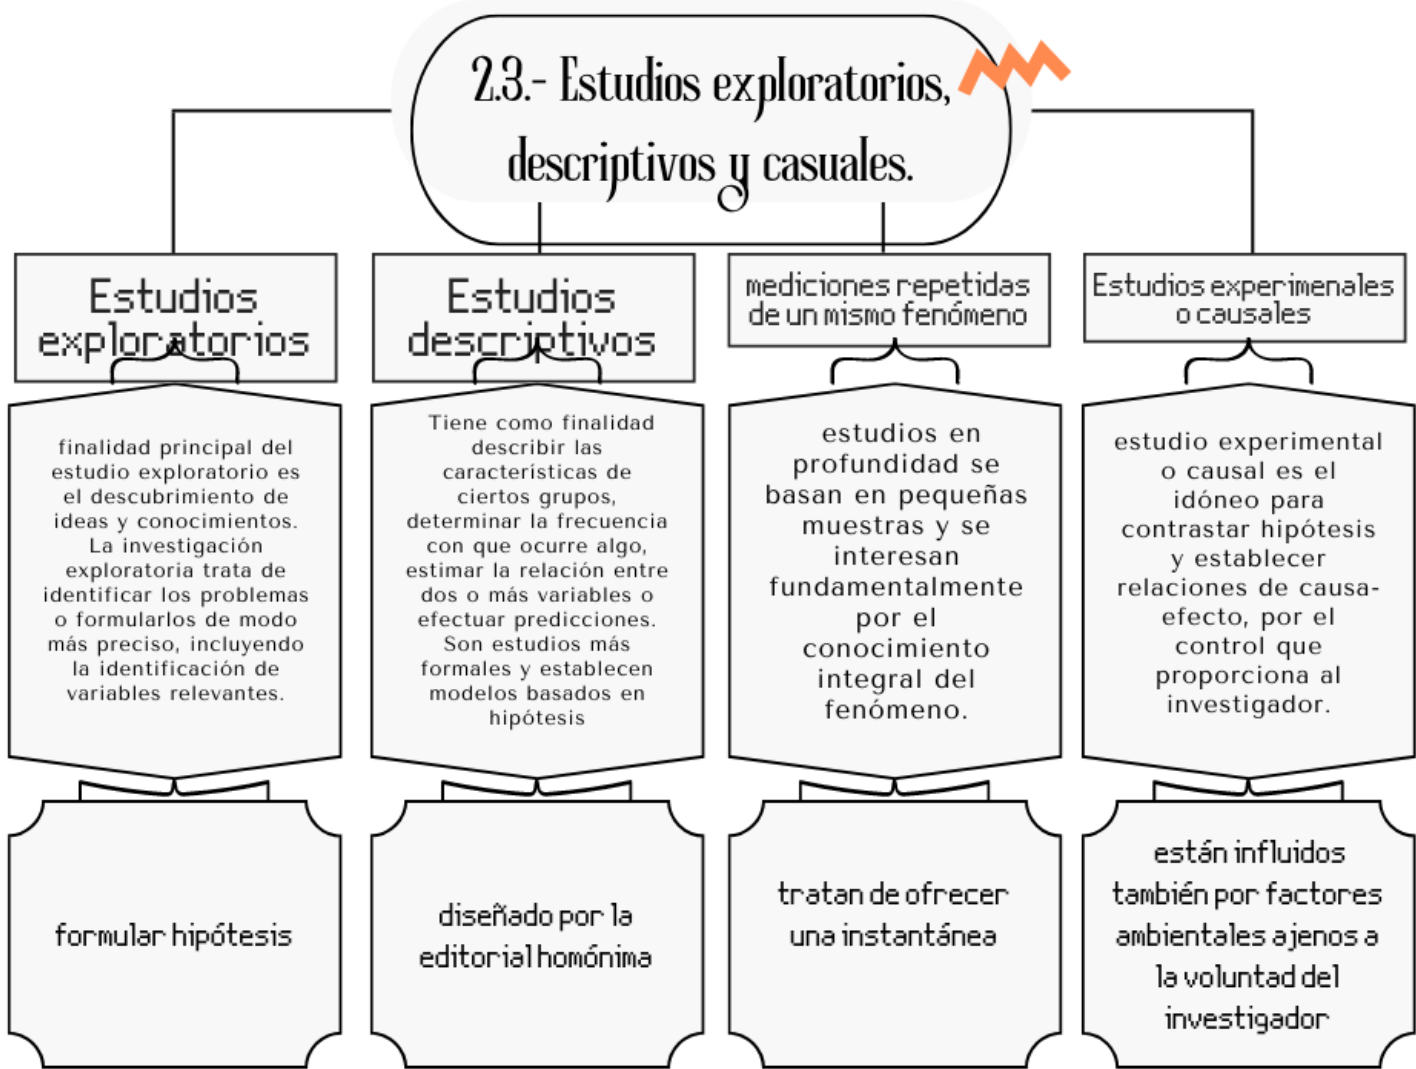 2.3.- Estudios exploratorios,
descriptivos y casuales.
Estudios
exploratorios
finalidad principal del
estudio exploratorio es
el descubrimiento de
ideas y conocimientos.
La investigación
exploratoria trata de
identificar los problemas
o formularlos de modo
más preciso, incluyendo
la identificación de
variables relevantes.
formular hipótesis
Estudios
descriptivos
Tiene como finalidad
describir las
características de
ciertos grupos,
determinar la frecuencia
con que ocurre algo,
estimar la relación entre
dos o más variables o
efectuar predicciones.
Son estudios más
formales y establecen
modelos basados en
hipótesis
diseñado por la
editorial homónima
mediciones repetidas
de un mismo fenómeno
estudios en
profundidad se
basan en pequeñas
muestras y se
interesan
fundamentalmente
por el
conocimiento
integral del
fenómeno.
tratan de ofrecer
una instantánea
Estudios experimenales
o causales
estudio experimental
o causal es el
idóneo para
contrastar hipótesis
y establecer
relaciones de causa-
efecto, por el
control que
proporciona al
investigador.
están influidos
también por factores
ambientales ajenos a
la voluntad del
investigador